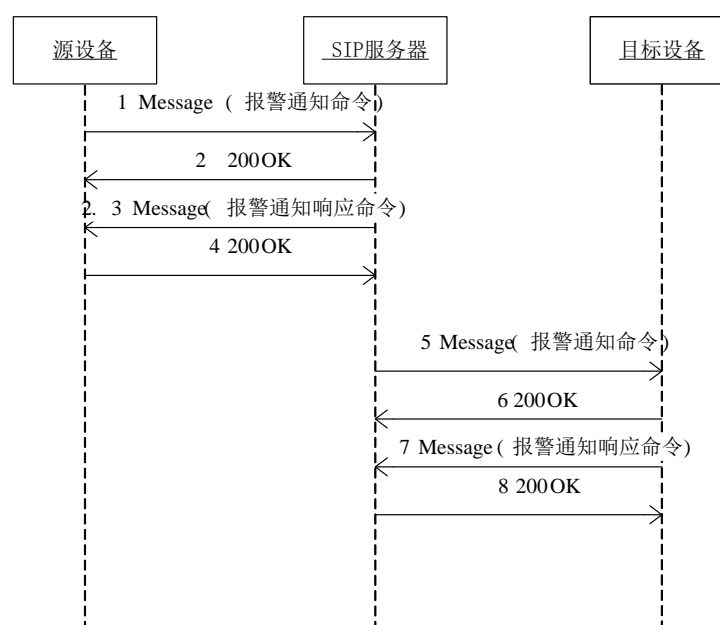 源设备
SIP服务器
目标设备
1 Message ( 报警通知命令)
2 200OK
2. 3 Message( 报警通知响应命令)
4 200OK
5 Message( 报警通知命令)
6 200OK
7 Message ( 报警通知响应命令)
8 200OK